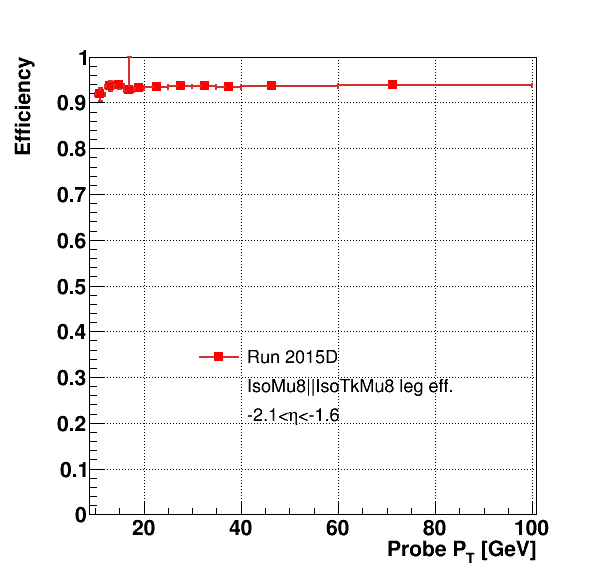 Efficiency
1
0.9
0.8
0.7
0.6
0.5
0.4
0.3
0.2
0.1
0
Run 2015D
IsoMu8||IsoTkMu8 leg eff.
-2.1<η<-1.6
20 40 60 80 100
Probe P_T [GeV]